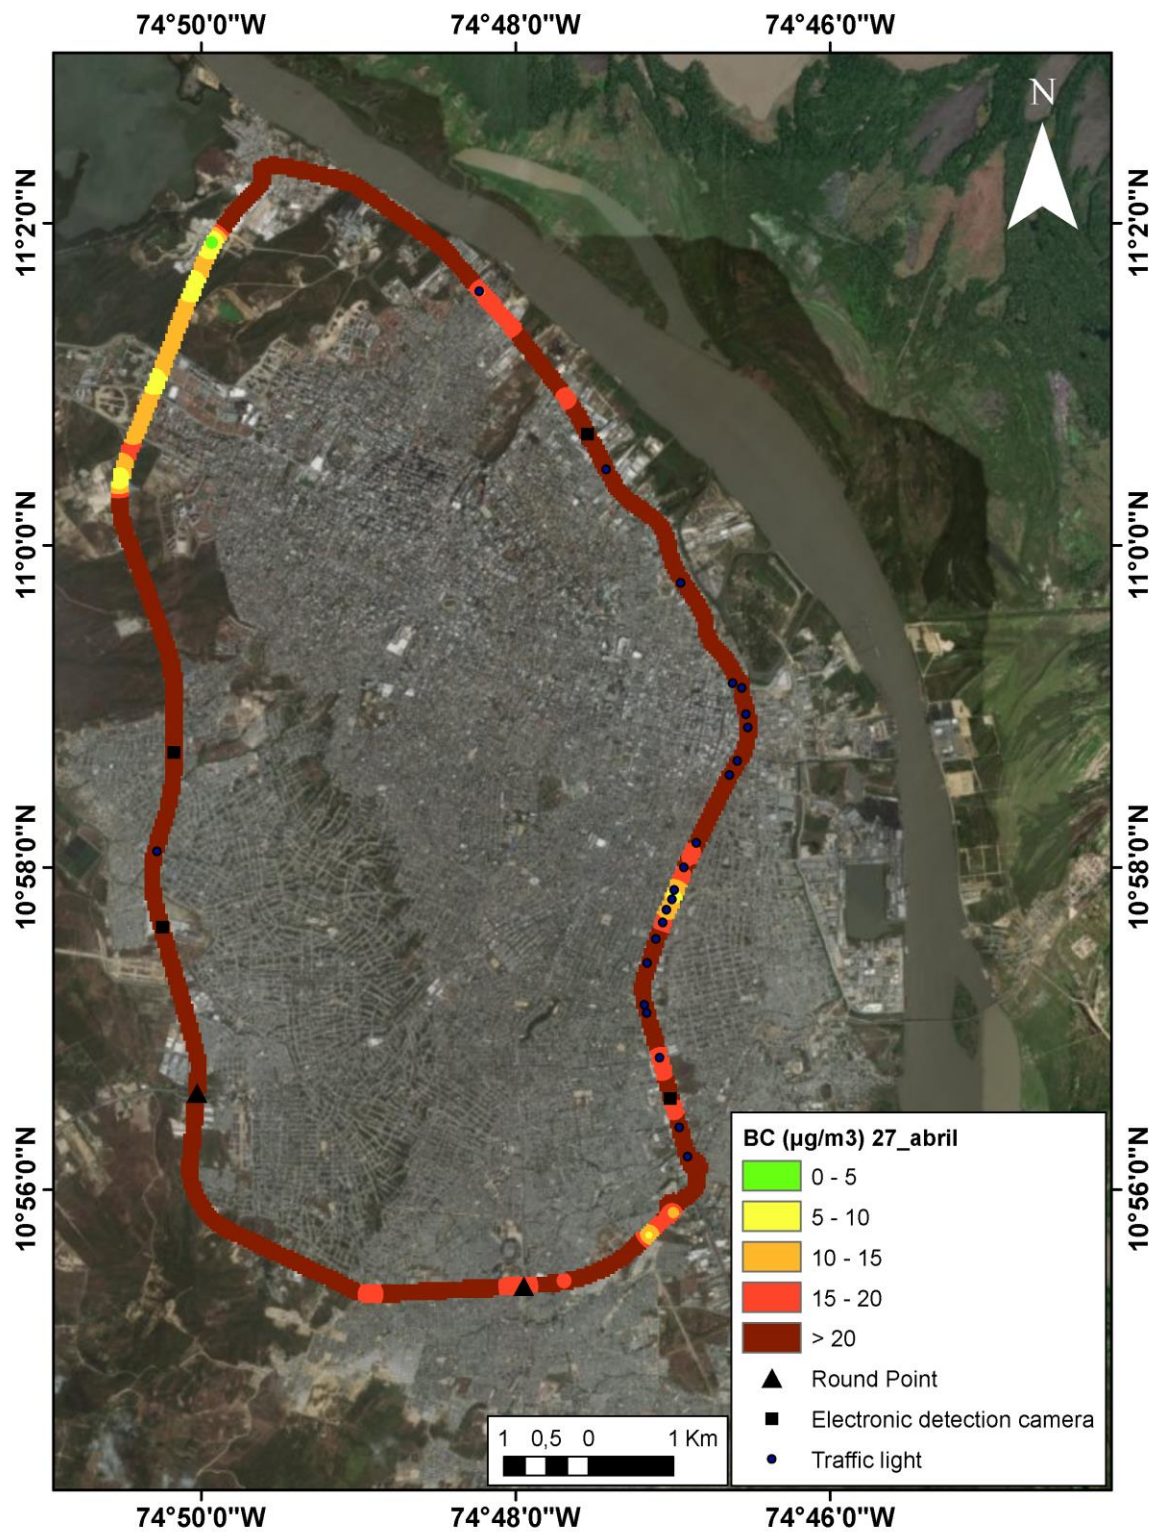 74°50'0"W 74°48'0"W 74°46'0"W
N
11°2'0"N 11°2'0"N
11°0'0"N 11°0'0"N
10°58'0"N 10°58'0"N
10°56'0"N 10°56'0"N
BC (µg/m3) 27_abril
0 - 5
5 - 10
10 - 15
15 - 20
> 20
Round Point
Electronic detection camera
Traffic light
1 0,5 0 1 Km
74°50'0"W 74°48'0"W 74°46'0"W